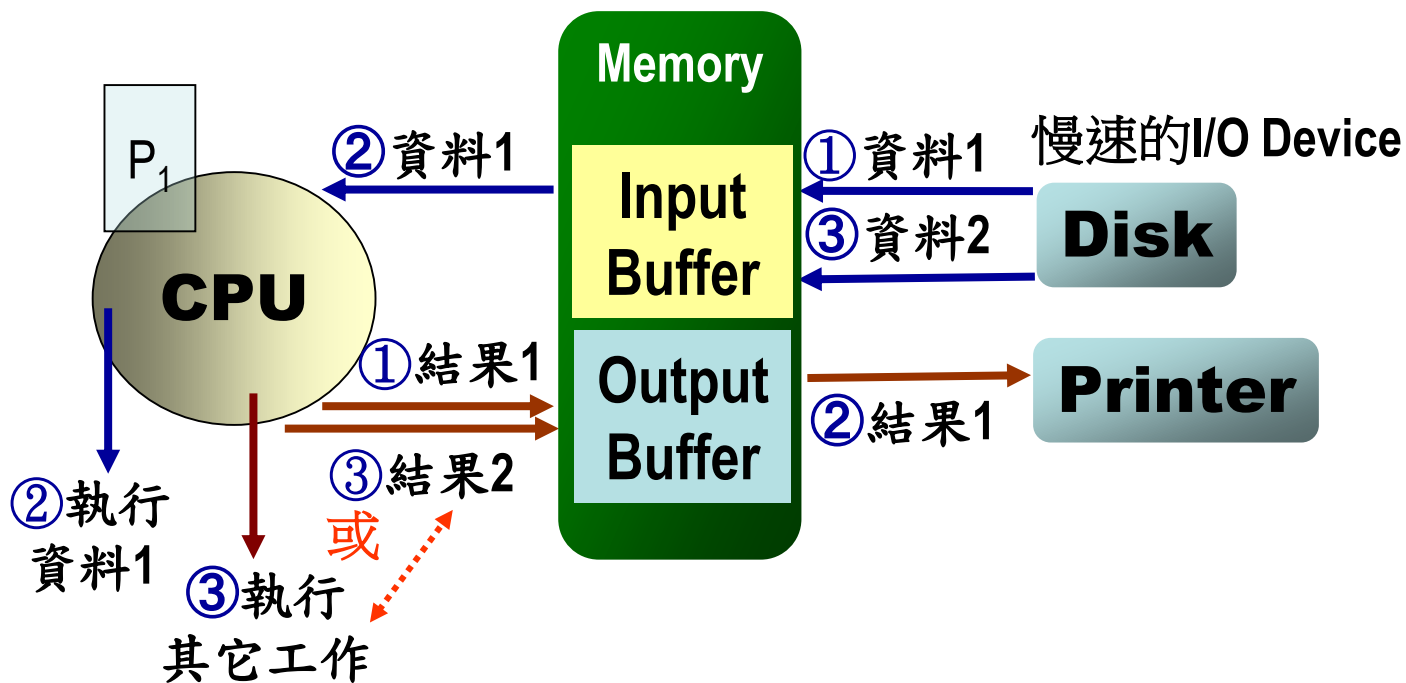 Memory
P1
②資料1
①資料1
慢速的I/O Device
Input
Buffer
③資料2
Disk
CPU
①結果1
Output
Buffer
②結果1
Printer
③結果2
或
②執行
資料1
③執行
其它工作